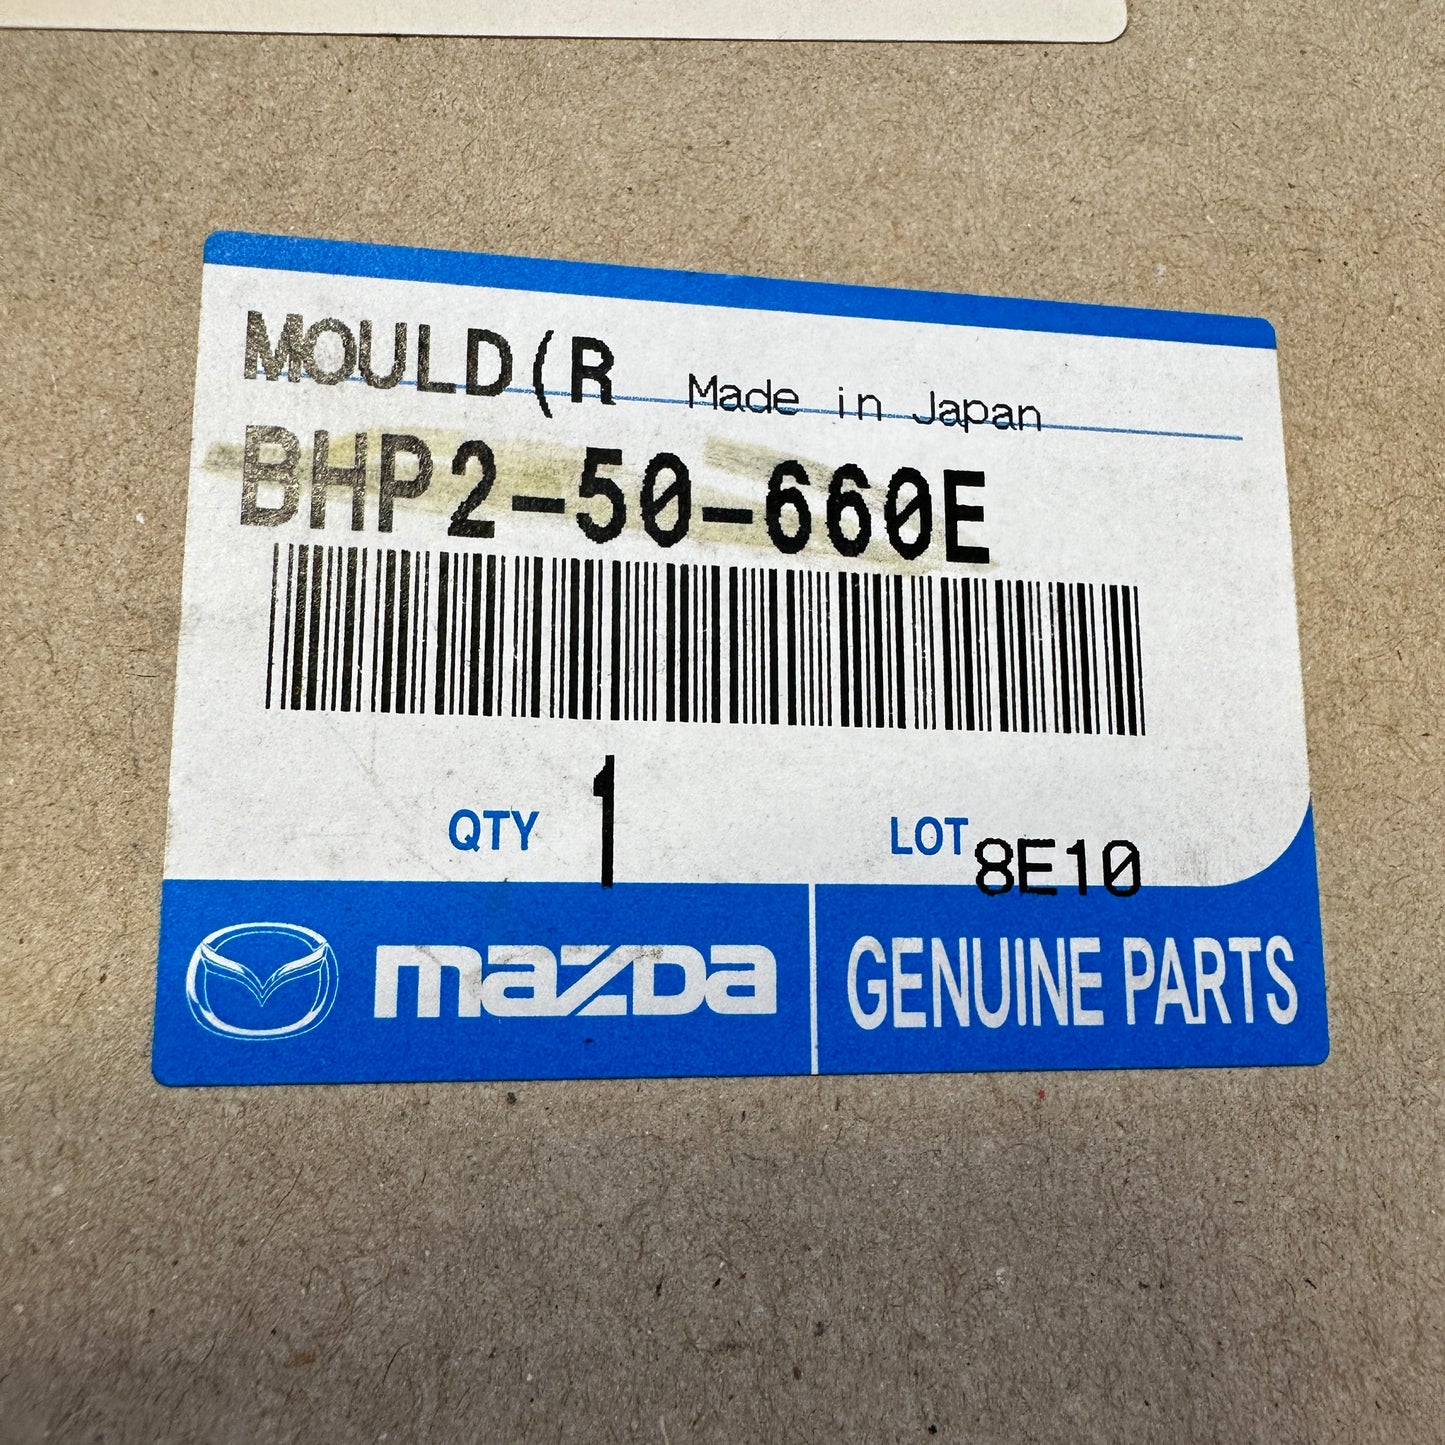 MOULD(R Made in Japan
BHP2-50-660E
QTY 1 LOT 8E10
mazda GENUINE PARTS